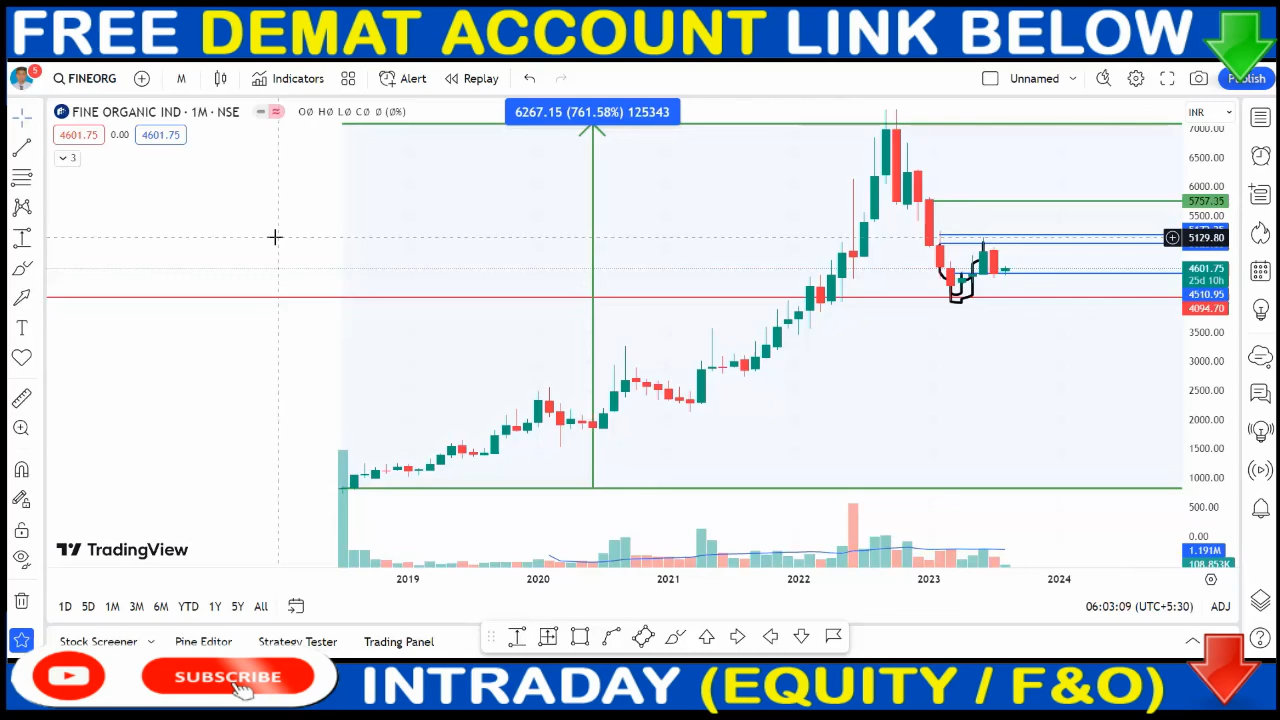 FREE DEMAT ACCOUNT LINK BELOW
5
FINEORG
M
Indicators
Alert
Replay
Unnamed
Publish
FINE ORGANIC IND · 1M · NSE
O∅ H∅ L∅ C∅ ∅ (0%)
6267.15 (761.58%) 125343
INR
4601.75 0.00 4601.75
3
7000.00
6500.00
6000.00
5757.35
5500.00
5129.80
4601.75
25d 10h
4510.95
4094.70
3500.00
3000.00
2500.00
2000.00
1500.00
1000.00
500.00
0.00
1.191M
108.853K
TradingView
2019 2020 2021 2022 2023 2024
1D 5D 1M 3M 6M YTD 1Y 5Y All
06:03:09 (UTC+5:30) ADJ
Stock Screener Pine Editor Strategy Tester Trading Panel
SUBSCRIBE
INTRADAY (EQUITY / F&O)